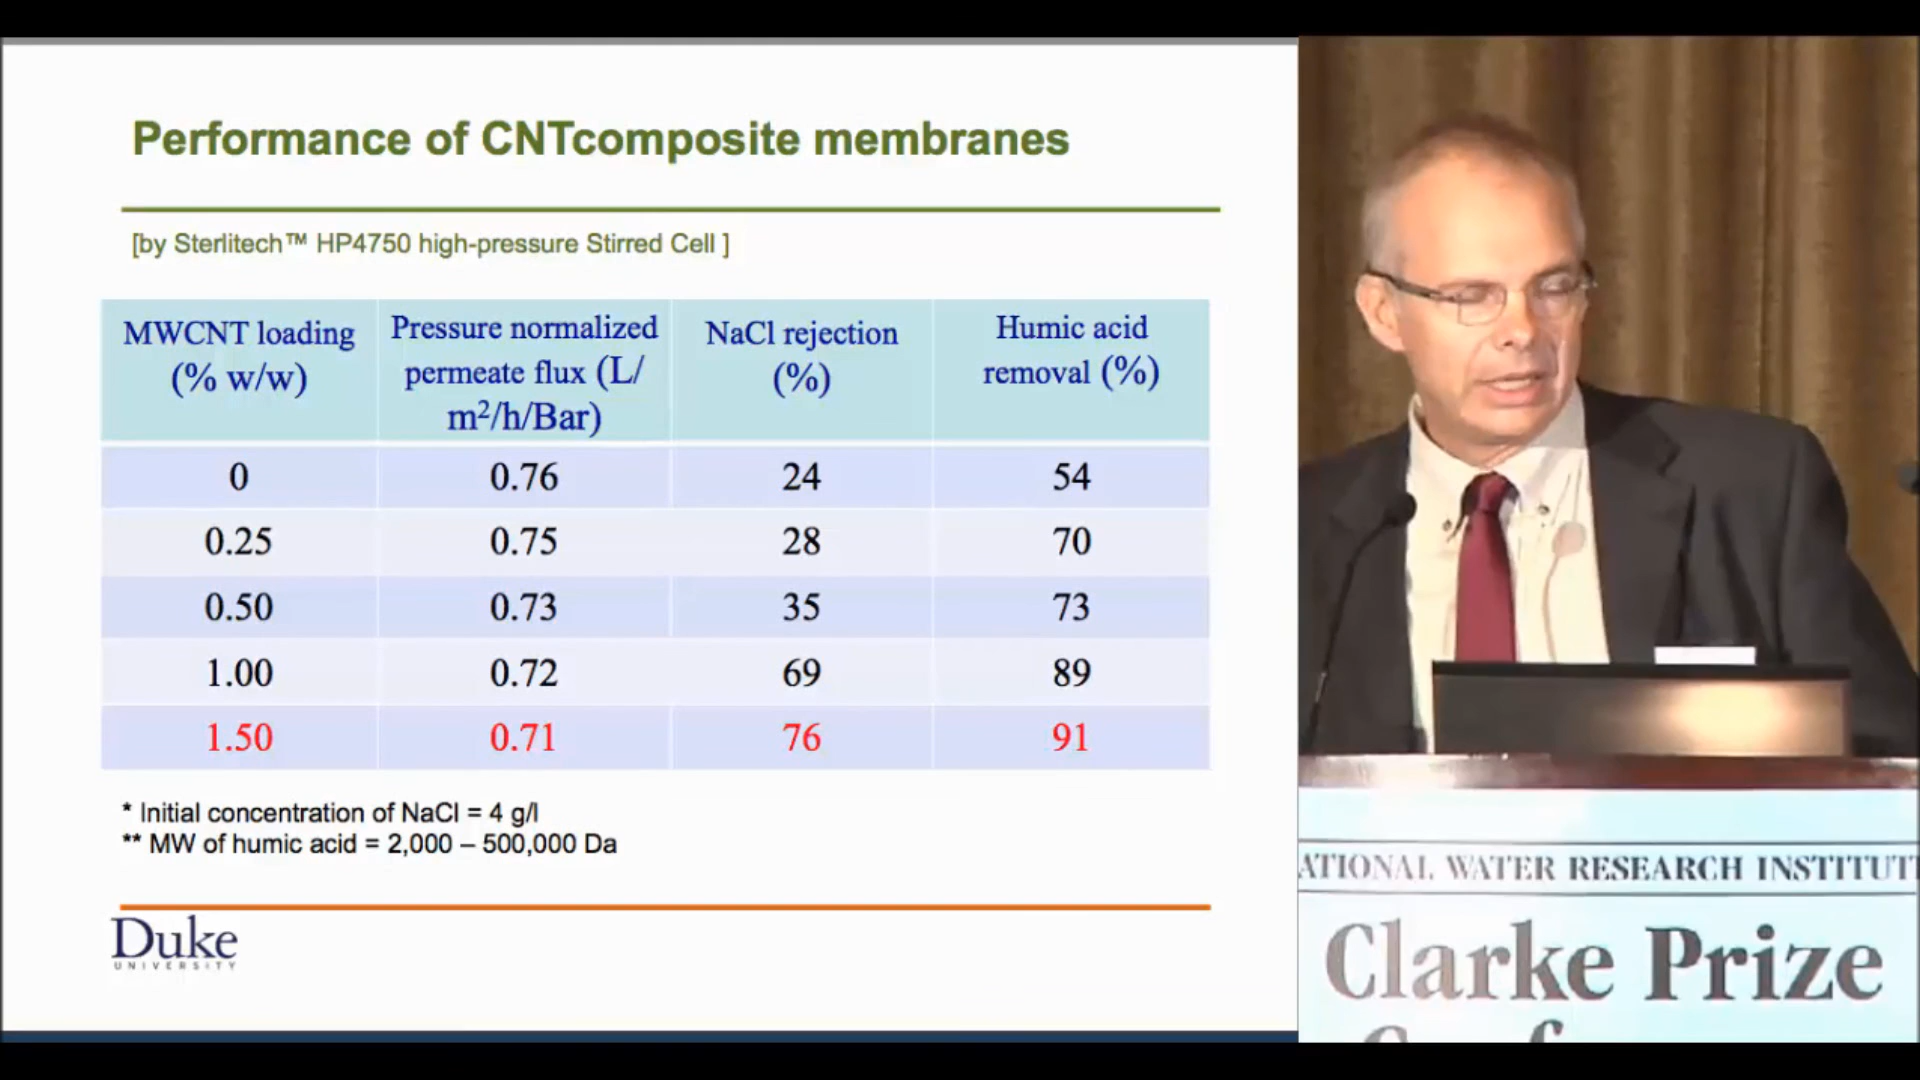 Performance of CNTcomposite membranes
[by Sterlitech™ HP4750 high-pressure Stirred Cell ]
MWCNT loading (% w/w) Pressure normalized permeate flux (L/m²/h/Bar) NaCl rejection (%) Humic acid removal (%)
0 0.76 24 54
0.25 0.75 28 70
0.50 0.73 35 73
1.00 0.72 69 89
1.50 0.71 76 91
* Initial concentration of NaCl = 4 g/l
** MW of humic acid = 2,000 – 500,000 Da
Duke
UNIVERSITY
ATIONAL WATER RESEARCH INSTITUT
Clarke Prize